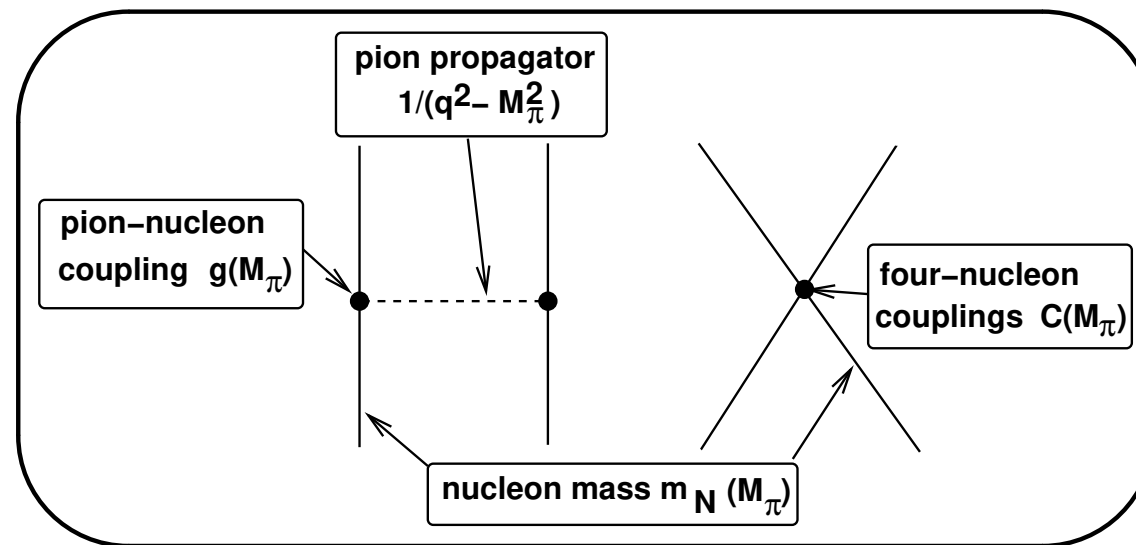 pion propagator
1/(q²− M²π)
pion−nucleon
coupling g(Mπ)
four−nucleon
couplings C(Mπ)
nucleon mass mN (Mπ)